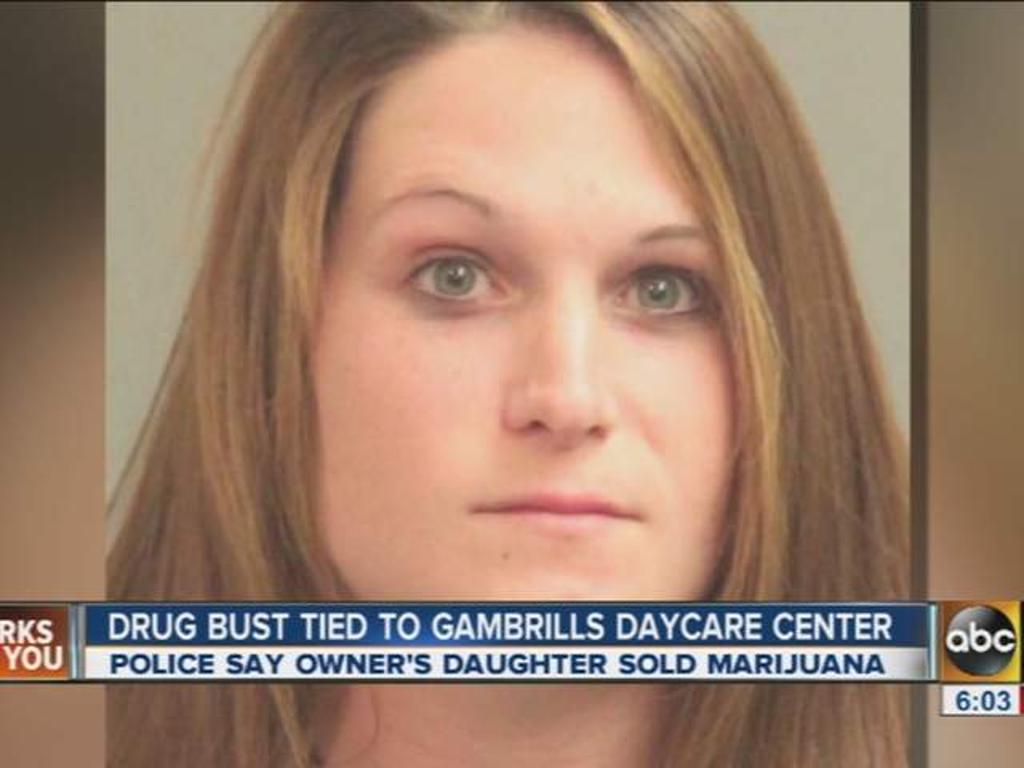 RKS
YOU
DRUG BUST TIED TO GAMBRILLS DAYCARE CENTER
POLICE SAY OWNER'S DAUGHTER SOLD MARIJUANA
abc
6:03